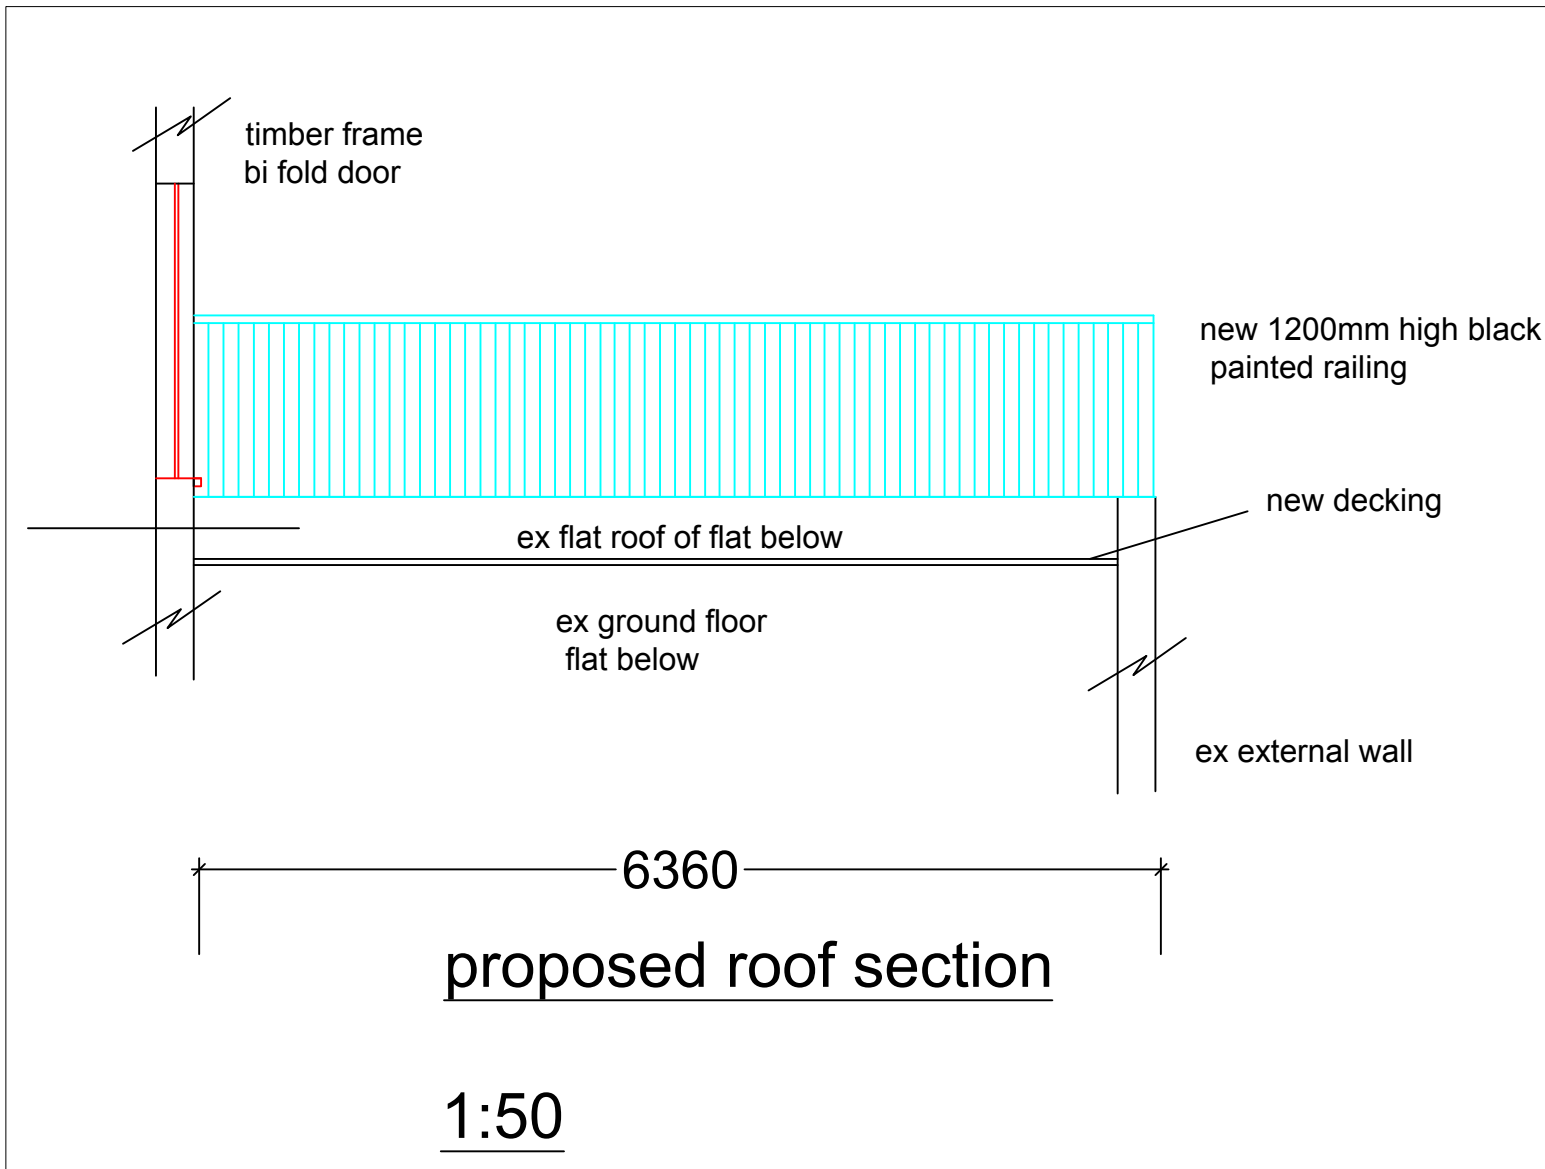 timber frame
bi fold door
new 1200mm high black
painted railing
new decking
ex flat roof of flat below
ex ground floor
flat below
ex external wall
6360
proposed roof section
1:50